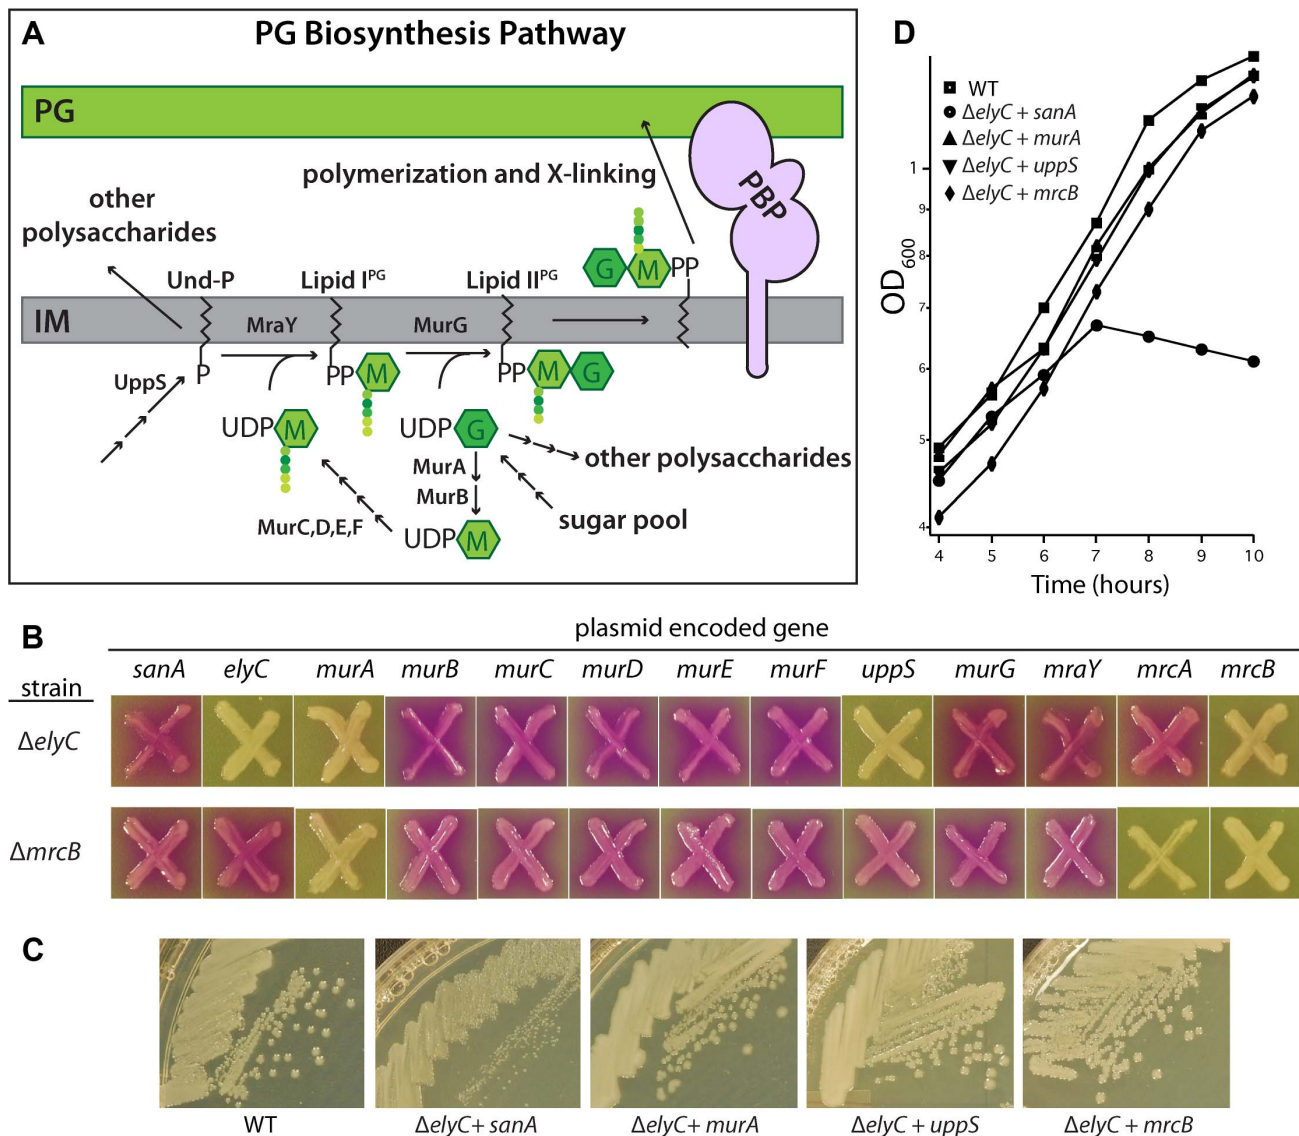 A
PG Biosynthesis Pathway
PG
polymerization and X-linking
PBP
other
polysaccharides
G M PP
Und-P
Lipid Iᴾᴳ
Lipid IIᴾᴳ
IM
MraY
MurG
UppS
P
PP M
PP M G
UDP M
UDP G
MurA
MurB
other polysaccharides
MurC,D,E,F
UDP M
sugar pool
D
WT
ΔelyC + sanA
ΔelyC + murA
ΔelyC + uppS
ΔelyC + mrcB
OD600
1
9
8
7
6
5
4
4 5 6 7 8 9 10
Time (hours)
B
plasmid encoded gene
strain
sanA elyC murA murB murC murD murE murF uppS murG mraY mrcA mrcB
ΔelyC
ΔmrcB
C
WT
ΔelyC+ sanA
ΔelyC+ murA
ΔelyC + uppS
ΔelyC + mrcB